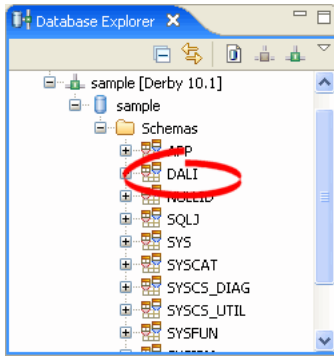 Database Explorer
sample [Derby 10.1]
sample
Schemas
APP
DALI
NULLID
SQLJ
SYS
SYSCAT
SYSCS_DIAG
SYSCS_UTIL
SYSFUN